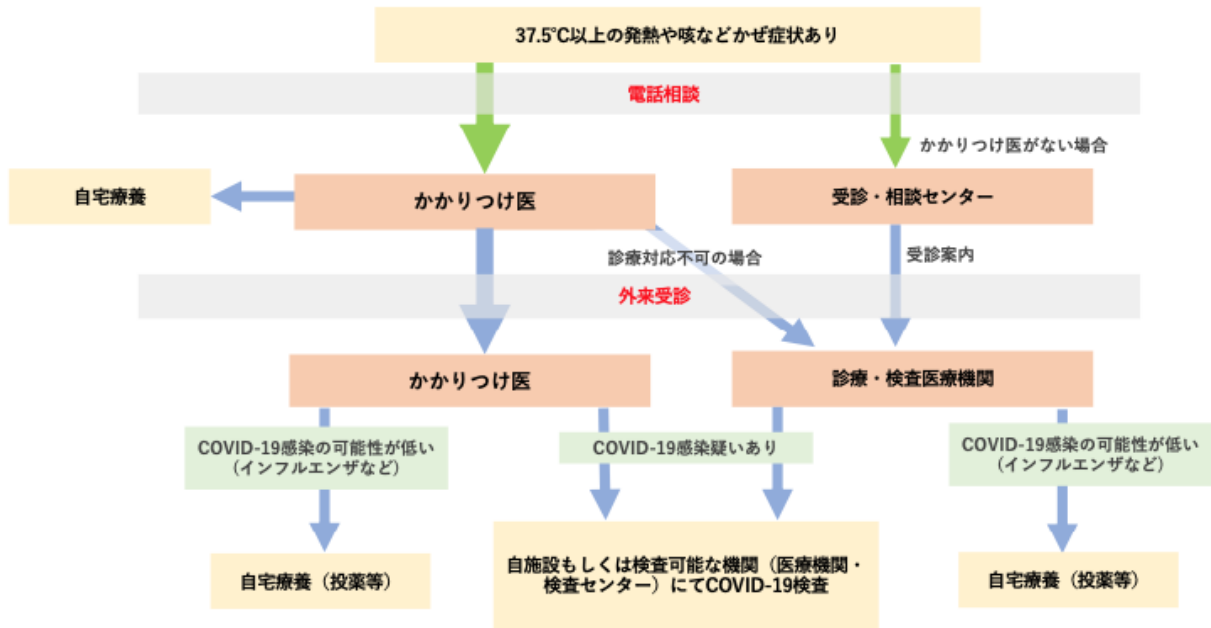 37.5℃以上の発熱や咳などかぜ症状あり
電話相談
かかりつけ医がない場合
自宅療養
かかりつけ医
受診・相談センター
診療対応不可の場合
受診案内
外来受診
かかりつけ医
診療・検査医療機関
COVID-19感染の可能性が低い
（インフルエンザなど）
COVID-19感染疑いあり
COVID-19感染の可能性が低い
（インフルエンザなど）
自宅療養（投薬等）
自施設もしくは検査可能な機関（医療機関・
検査センター）にてCOVID-19検査
自宅療養（投薬等）